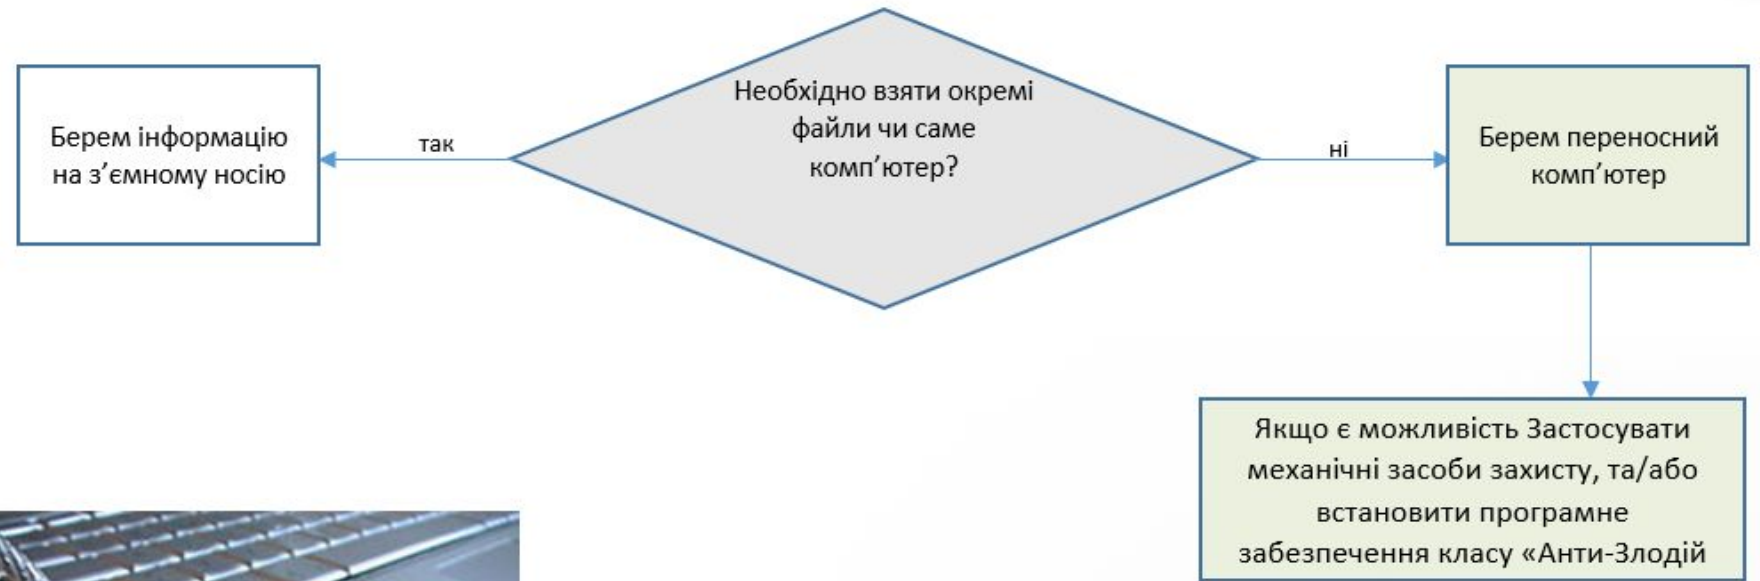 Необхідно взяти окремі
файли чи саме
комп’ютер?
Берем інформацію
на з’ємному носію
так
ні
Берем переносний
комп’ютер
Якщо є можливість Застосувати
механічні засоби захисту, та/або
встановити програмне
забезпечення класу «Анти-Злодій